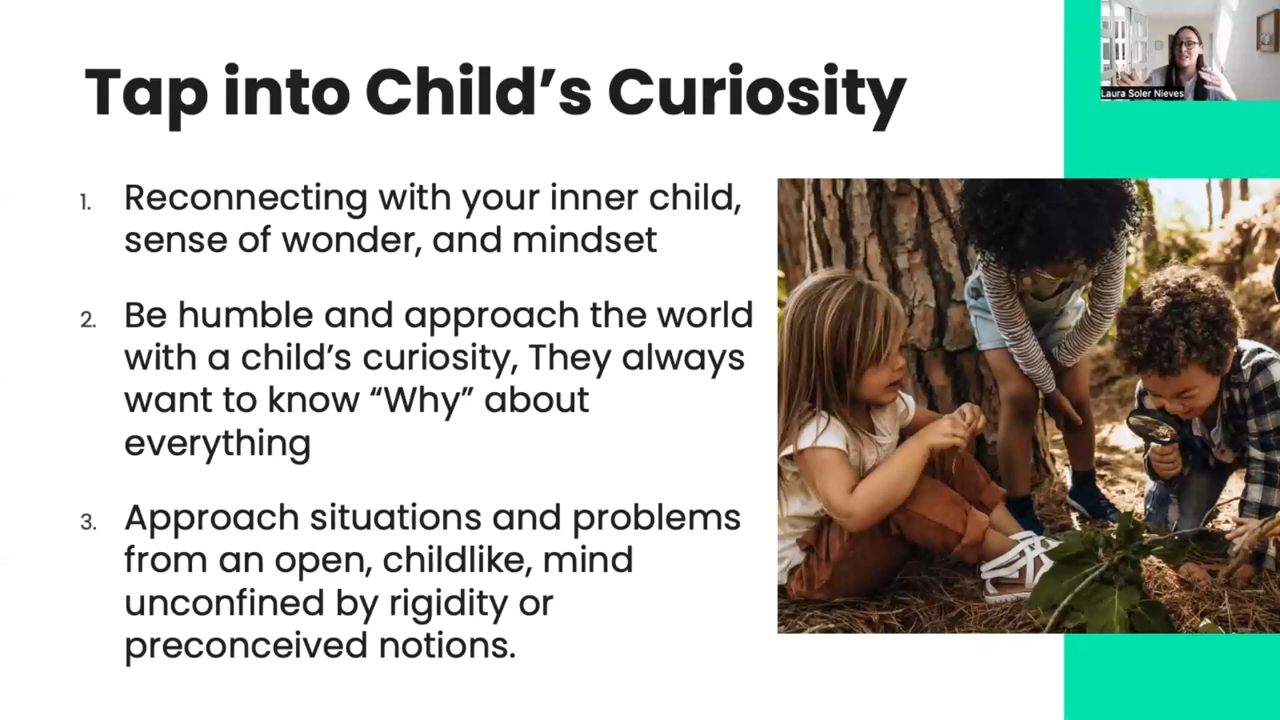 Tap into Child’s Curiosity
Laura Soler Nieves
1. Reconnecting with your inner child,
sense of wonder, and mindset
2. Be humble and approach the world
with a child’s curiosity, They always
want to know “Why” about
everything
3. Approach situations and problems
from an open, childlike, mind
unconfined by rigidity or
preconceived notions.